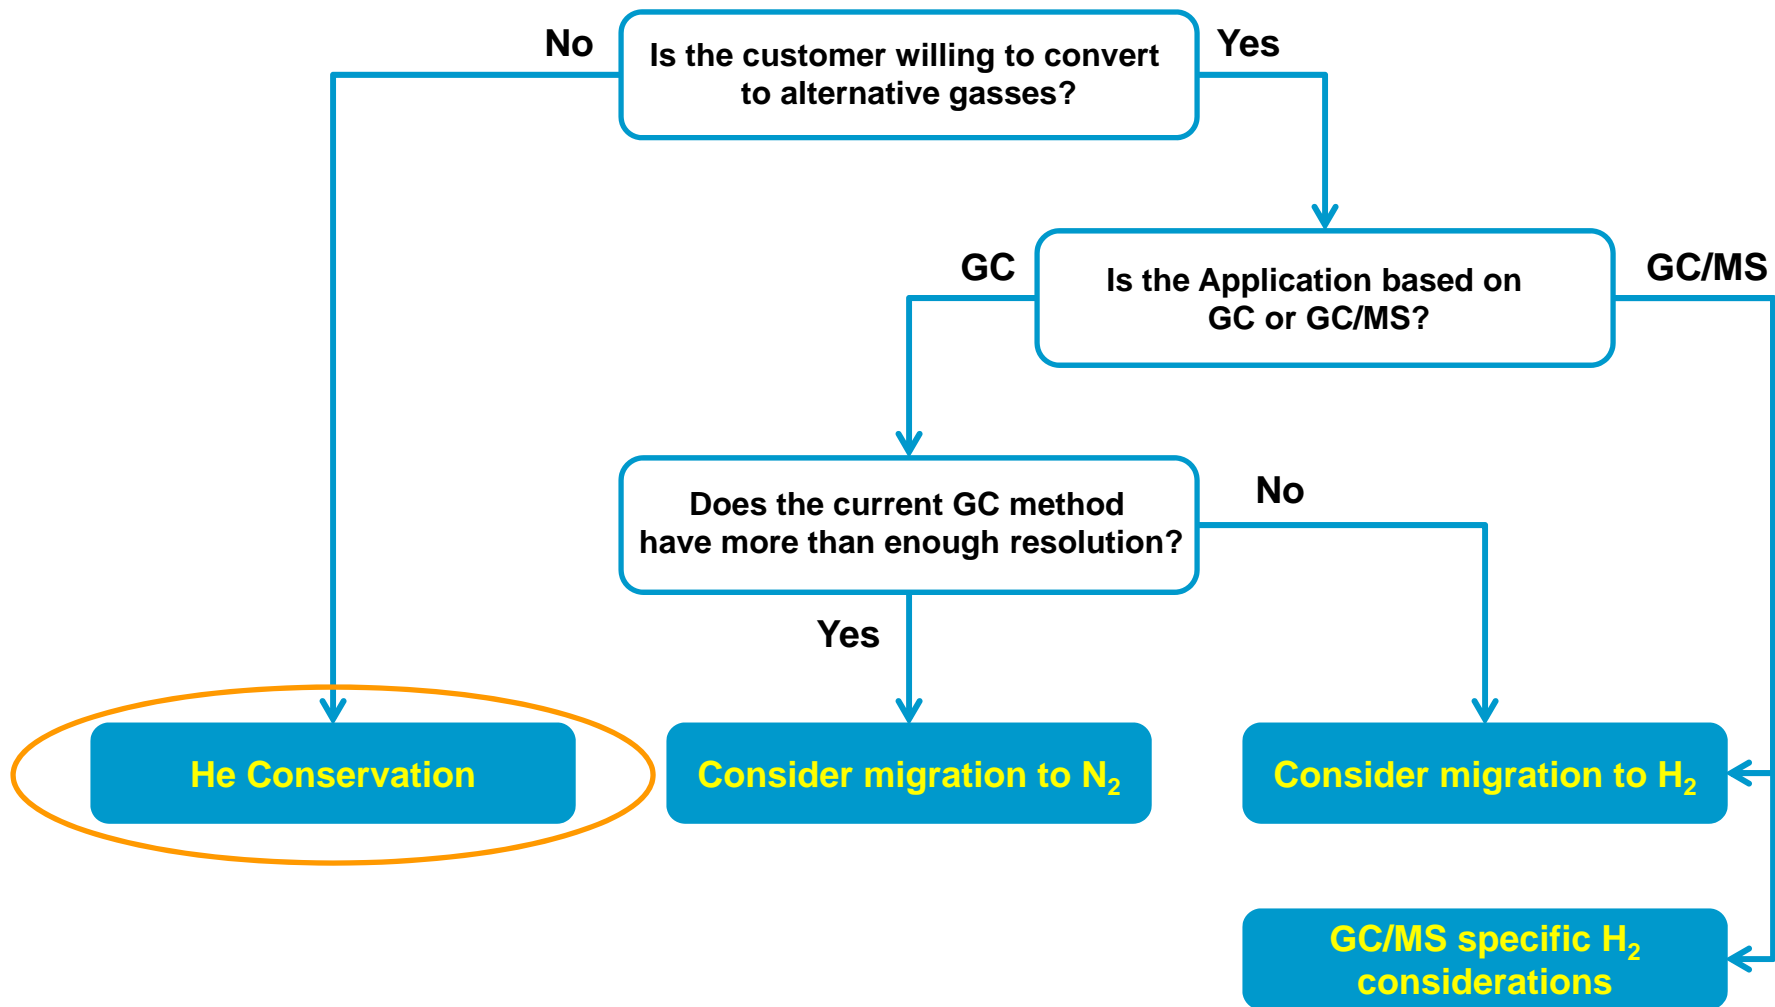 No
Is the customer willing to convert
to alternative gasses?
Yes
GC
Is the Application based on
GC or GC/MS?
GC/MS
Does the current GC method
have more than enough resolution?
No
Yes
He Conservation
Consider migration to N₂
Consider migration to H₂
GC/MS specific H₂
considerations